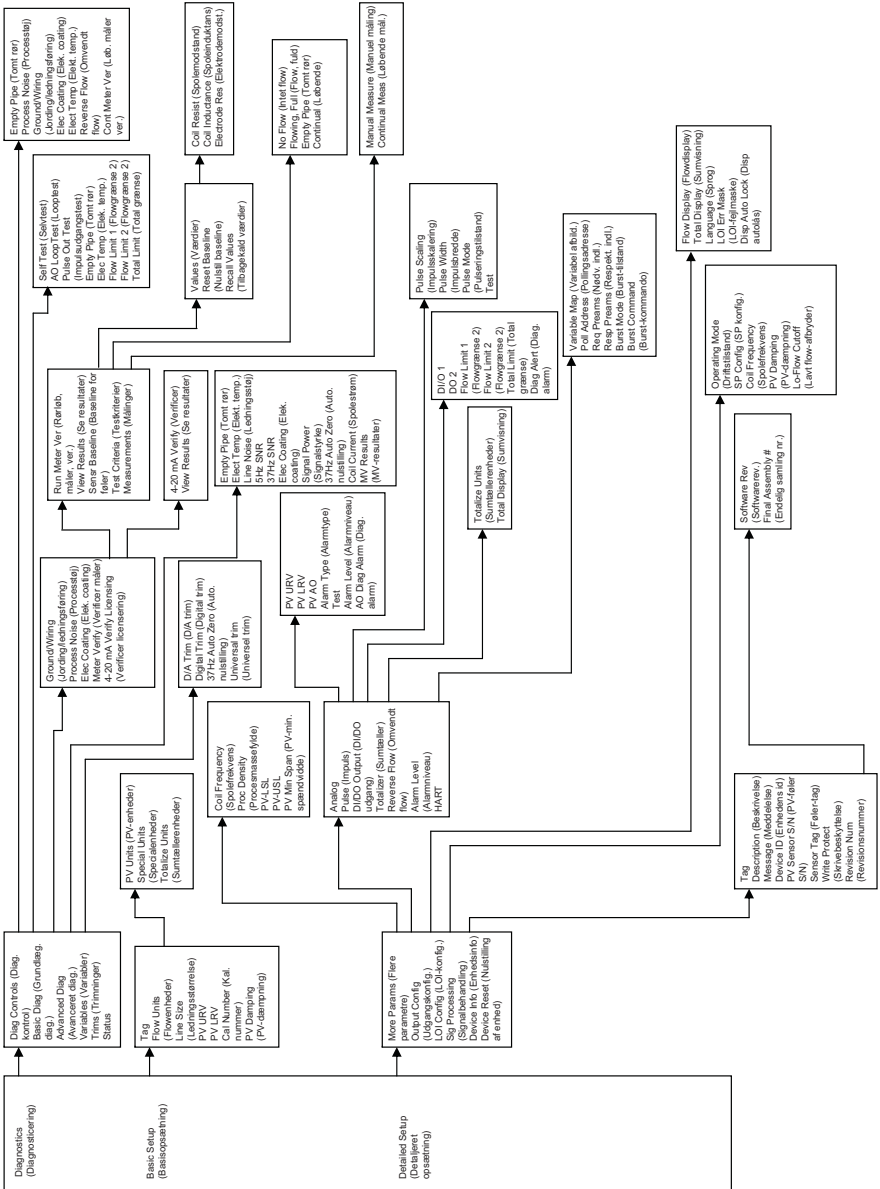 Diagnostics
(Diagnosticering)
Basic Setup
(Basisopsætning)
Detailed Setup
(Detaljeret
opsætning)
Diag Controls (Diag.
kontrol)
Basic Diag (Grundlæg.
diag.)
Advanced Diag
(Avanceret diag.)
Variables (Variabler)
Trims (Trimninger)
Status
Tag
Flow Units
(Flowenheder)
Line Size
(Ledningsstørrelse)
PV URV
PV LRV
Cal Number (Kal.
nummer)
PV Damping
(PV-dæmpning)
More Params (Flere
parametre)
Output Config
(Udgangskonfig.)
LOI Config (LOI-konfig.)
Sig Processing
(Signalbehandling)
Device Info (Enhedsinfo)
Device Reset (Nulstilling
af enhed)
PV Units (PV-enheder)
Special Units
(Specialenheder)
Totalize Units
(Sumtællerenheder)
Coil Frequency
(Spolefrekvens)
Proc Density
(Procesmassefylde)
PV-LSL
PV-USL
PV Min Span (PV-min.
spændvidde)
Analog
Pulse (Impuls)
DI/DO Output (DI/DO
udgang)
Totalizer (Sumtæller)
Reverse Flow (Omvendt
flow)
Alarm Level
(Alarmniveau)
HART
Tag
Description (Beskrivelse)
Message (Meddelelse)
Device ID (Enhedens id)
PV Sensor S/N (PV-føler
S/N)
Sensor Tag (Føler-tag)
Write Protect
(Skrivebeskyttelse)
Revision Num
(Revisionsnummer)
Ground/Wiring
(Jording/ledningsføring)
Process Noise (Processtøj)
Elec Coating (Elek. coating)
Meter Verify (Verificer måler)
4-20 mA Verify Licensing
(Verificer licensering)
D/A Trim (D/A trim)
Digital Trim (Digital trim)
37Hz Auto Zero (Auto.
nulstilling)
Universal trim
(Universel trim)
PV URV
PV LRV
PV AO
Alarm Type (Alarmtype)
Test
Alarm Level (Alarmniveau)
AO Diag Alarm (Diag.
alarm)
Totalize Units
(Sumtællerenheder)
Total Display (Sumvisning)
Software Rev
(Softwarerev.)
Final Assembly #
(Endelig samling nr.)
Run Meter Ver (Rørløb,
måler, ver.)
View Results (Se resultater)
Sensr Baseline (Baseline for
føler)
Test Criteria (Testkriterier)
Measurements (Målinger)
4-20 mA Verify (Verificer)
View Results (Se resultater)
Empty Pipe (Tomt rør)
Elect Temp (Elekt. temp.)
Line Noise (Ledningsstøj)
5Hz SNR
37Hz SNR
Elec Coating (Elek.
coating)
Signal Power
(Signalstyrke)
37Hz Auto Zero (Auto.
nulstilling)
Coil Current (Spolestrøm)
MV Results
(MV-resultater)
DI/O 1
DO 2
Flow Limit 1
(Flowgrænse 2)
Flow Limit 2
(Flowgrænse 2)
Total Limit (Total
grænse)
Diag Alert (Diag.
alarm)
Pulse Scaling
(Impulsskalering)
Pulse Width
(Impulsbredde)
Pulse Mode
(Pulseringstilstand)
Test
Variable Map (Variabel afbild.)
Poll Address (Pollingsadresse)
Req Preams (Nødv. indl.)
Resp Preams (Respekt. indl.)
Burst Mode (Burst-tilstand)
Burst Command
(Burst-kommando)
Operating Mode
(Driftstilstand)
SP Config (SP konfig.)
Coil Frequency
(Spolefrekvens)
PV Damping
(PV-dæmpning)
Lo-Flow Cutoff
(Lavt flow-afbryder)
Flow Display (Flowdisplay)
Total Display (Sumvisning)
Language (Sprog)
LOI Err Mask
(LOI-fejlmaske)
Disp Auto Lock (Disp
autolås)
Self Test (Selvtest)
AO LoopTest (Looptest)
Pulse Out Test
(Impulsudgangstest)
Empty Pipe (Tomt rør)
Elec Temp (Elek. temp.)
Flow Limit 1 (Flowgrænse 2)
Flow Limit 2 (Flowgrænse 2)
Total Limit (Total grænse)
Values (Værdier)
Reset Baseline
(Nulstil baseline)
Recall Values
(Tilbagekald værdier)
Empty Pipe (Tomt rør)
Process Noise (Processtøj)
Ground/Wiring
(Jording/ledningsføring)
Elec Coating (Elek. coating)
Elect Temp (Elekt. temp.)
Reverse Flow (Omvendt
flow)
Cont Meter Ver (Løb. måler
ver.)
Coil Resist (Spolemodstand)
Coil Inductance (Spoleinduktans)
Electrode Res (Elektrodemodst.)
No Flow (Intet flow)
Flowing, Full (Flow, fuld)
Empty Pipe (Tomt rør)
Continual (Løbende)
Manual Measure (Manuel måling)
Continual Meas (Løbende mål.)